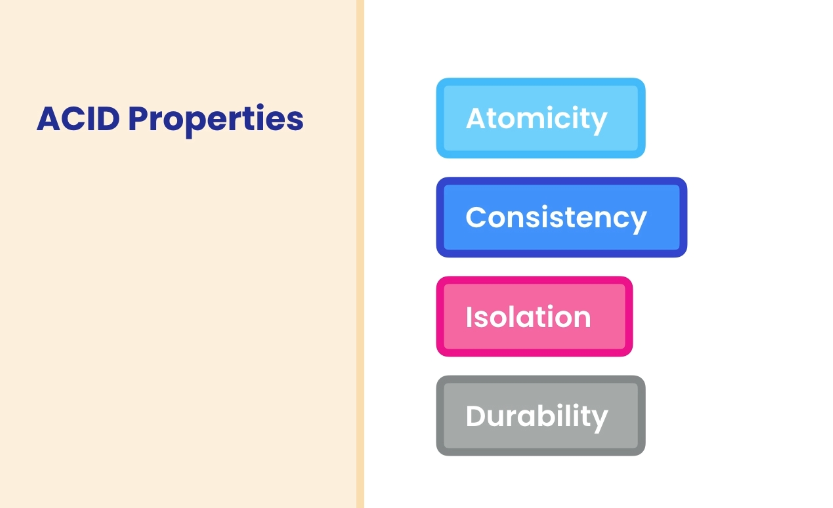 ACID Properties
Atomicity
Consistency
Isolation
Durability